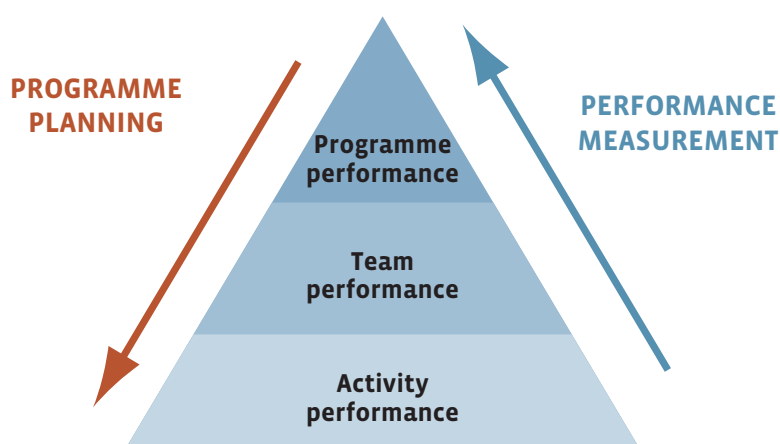 PROGRAMME
PLANNING
PERFORMANCE
MEASUREMENT
Programme
performance
Team
performance
Activity
performance